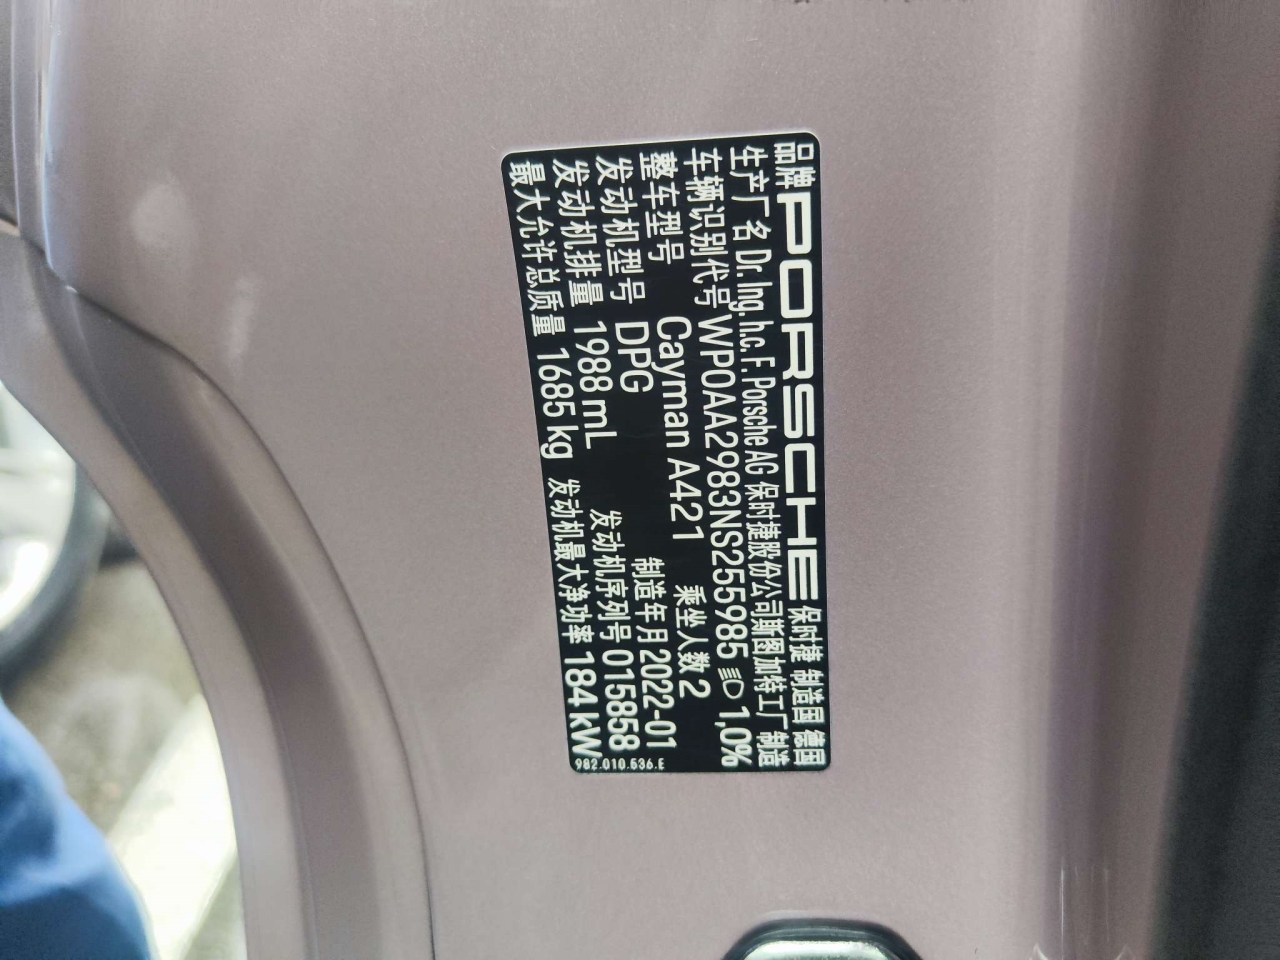 品牌 PORSCHE 保时捷 制造国 德国
生产厂名 Dr. Ing. h.c. F. Porsche AG 保时捷股份公司斯图加特工厂制造
车辆识别代号 WP0AA2983NS255985 1,0%
整车型号 Cayman A421 乘坐人数 2
发动机型号 DPG 制造年月 2022-01
发动机排量 1988 mL 发动机序列号 015858
最大允许总质量 1685 kg 发动机最大净功率 184 kW
982.010.536.E